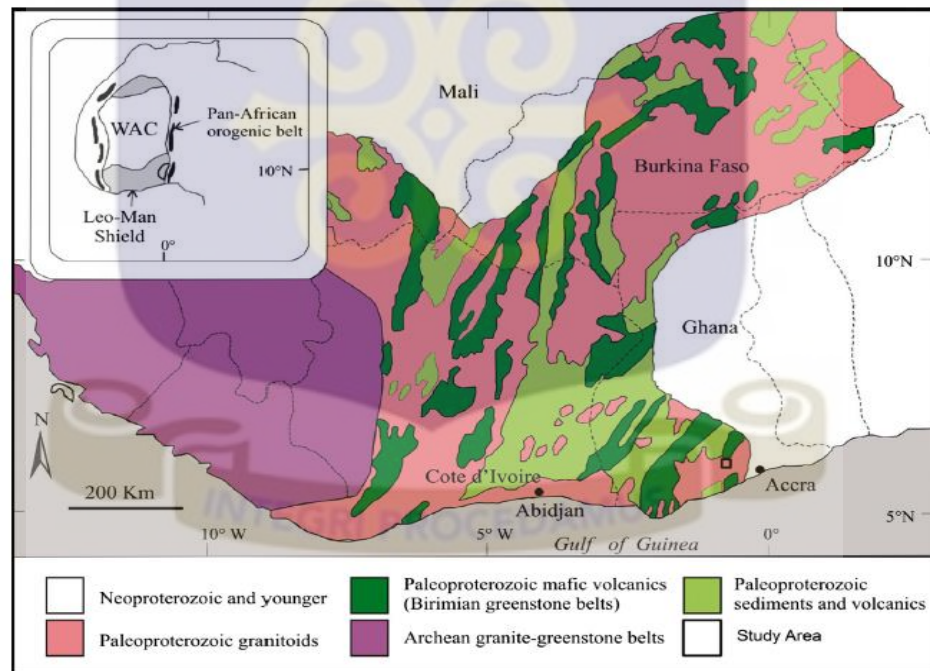 Mali
WAC
Pan-African
orogenic belt
10°N
Leo-Man
Shield
0°
Burkina Faso
10°N
Ghana
N
200 Km
Cote d'Ivoire
Abidjan
Accra
INTEGRI PROCEDAMUS
10° W
5°W
0°
5°N
Gulf of Guinea
Neoproterozoic and younger
Paleoproterozoic mafic volcanics
(Birimian greenstone belts)
Paleoproterozoic
sediments and volcanics
Paleoproterozoic granitoids
Archean granite-greenstone belts
Study Area